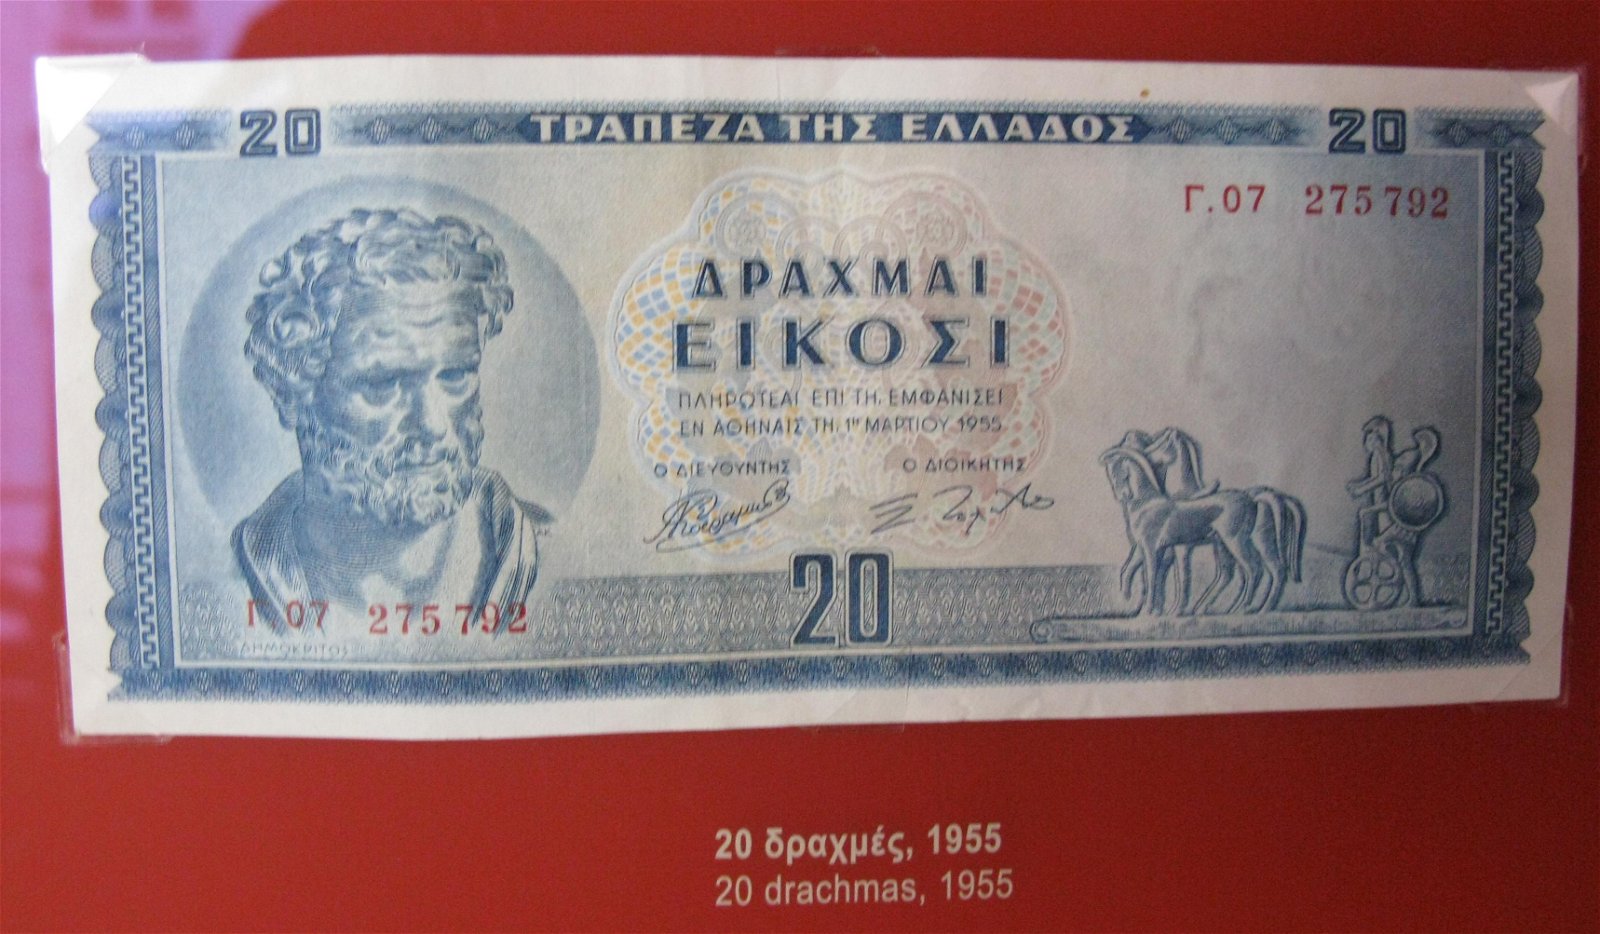 20 ΤΡΑΠΕΖΑ ΤΗΣ ΕΛΛΑΔΟΣ 20
Γ.07 275792
ΔΡΑΧΜΑΙ
ΕΙΚΟΣΙ
ΠΛΗΡΩΤΕΑΙ ΕΠΙ ΤΗ, ΕΜΦΑΝΙΣΕΙ
ΕΝ ΑΘΗΝΑΙΣ ΤΗ, 1ῃ ΜΑΡΤΙΟΥ 1955
Ο ΔΙΕΥΘΥΝΤΗΣ Ο ΔΙΟΙΚΗΤΗΣ
20
Γ.07 275792
ΔΗΜΟΚΡΙΤΟΣ
20 δραχμές, 1955
20 drachmas, 1955